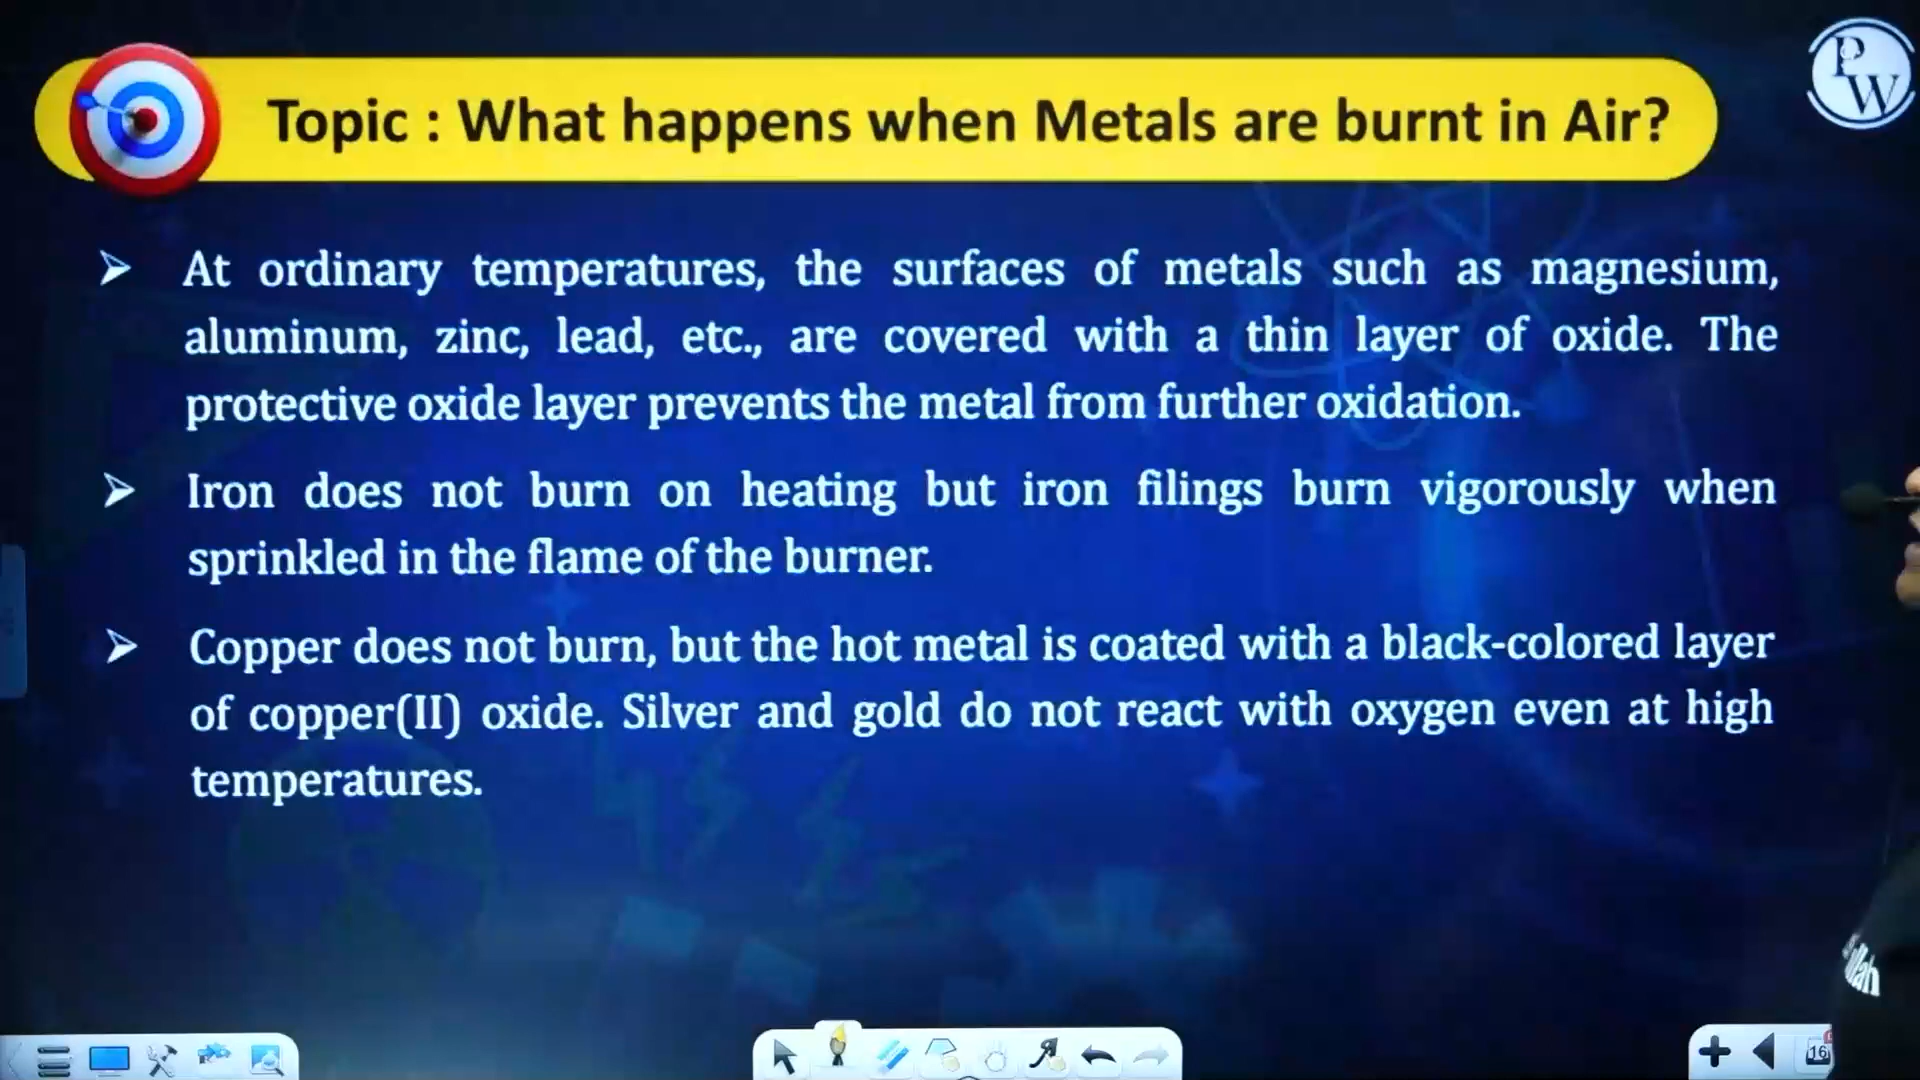 PW
Topic : What happens when Metals are burnt in Air?
At ordinary temperatures, the surfaces of metals such as magnesium,
aluminum, zinc, lead, etc., are covered with a thin layer of oxide. The
protective oxide layer prevents the metal from further oxidation.
Iron does not burn on heating but iron filings burn vigorously when
sprinkled in the flame of the burner.
Copper does not burn, but the hot metal is coated with a black-colored layer
of copper(II) oxide. Silver and gold do not react with oxygen even at high
temperatures.
16